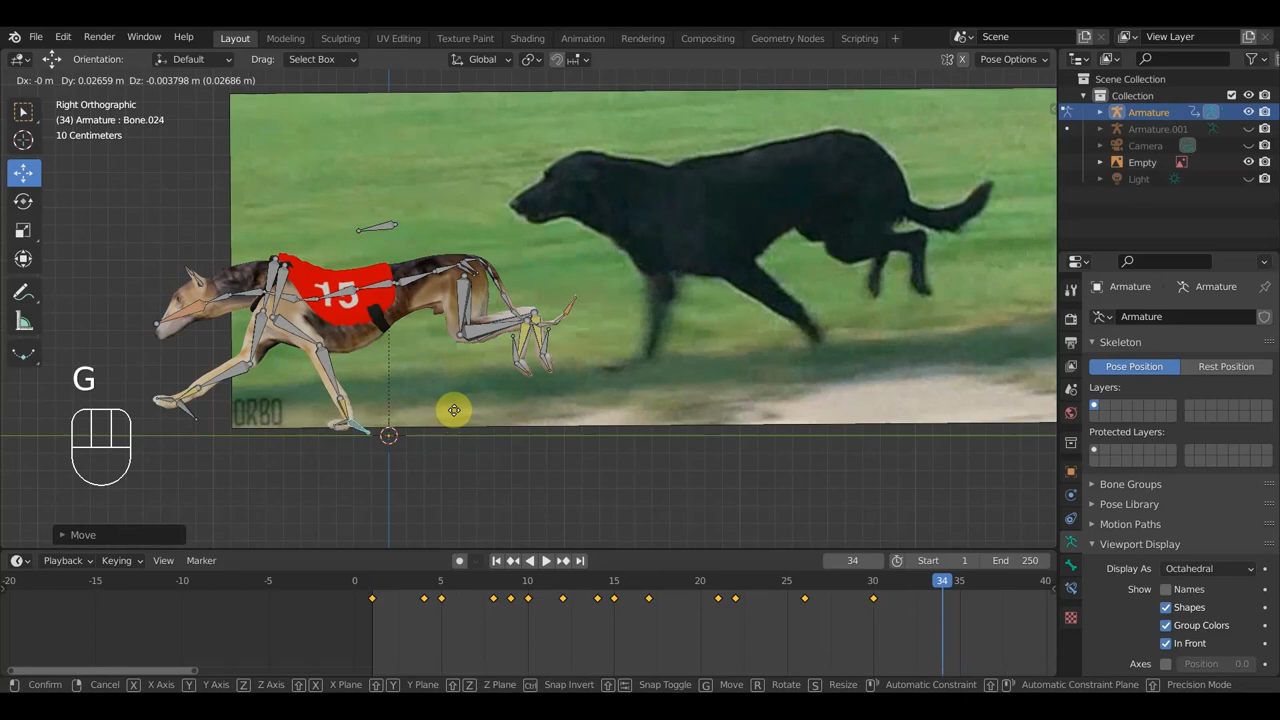 File Edit Render Window Help Layout Modeling Sculpting UV Editing Texture Paint Shading Animation Rendering Compositing Geometry Nodes Scripting + Scene View Layer
Orientation: Default Drag: Select Box Global X Pose Options
Dx: -0 m Dy: 0.02659 m Dz: -0.003798 m (0.02686 m)
Right Orthographic
(34) Armature : Bone.024
10 Centimeters
15
ORBO
G
Move
Scene Collection
Collection
Armature
Armature.001
Camera
Empty
Light
Armature Armature
Armature
Skeleton
Pose Position Rest Position
Layers:
Protected Layers:
Bone Groups
Pose Library
Motion Paths
Viewport Display
Display As Octahedral
Show Names
Shapes
Group Colors
In Front
Axes Position 0.0
Playback Keying View Marker 34 Start 1 End 250
-20 -15 -10 -5 0 5 10 15 20 25 30 34 35 40
Confirm Cancel X X Axis Y Y Axis Z Z Axis X X Plane Y Y Plane Z Z Plane Ctrl Snap Invert Snap Toggle G Move R Rotate S Resize Automatic Constraint Automatic Constraint Plane Precision Mode